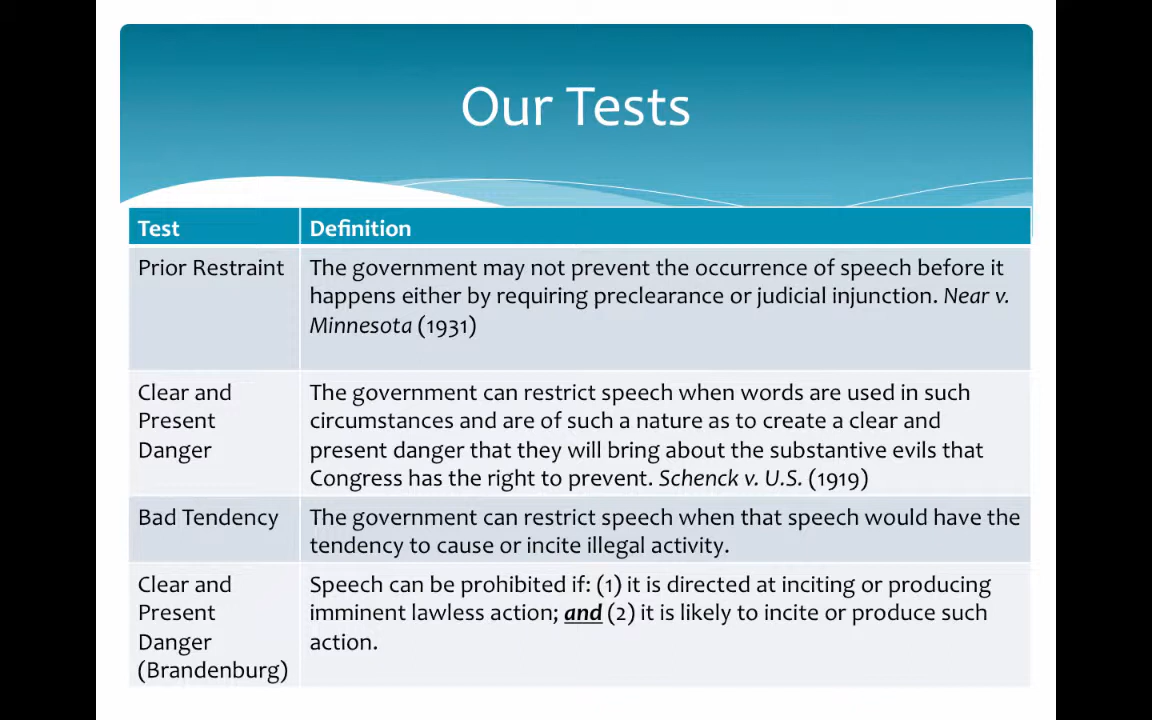 Our Tests
Test
Definition
Prior Restraint
The government may not prevent the occurrence of speech before it
happens either by requiring preclearance or judicial injunction. Near v.
Minnesota (1931)
Clear and
Present
Danger
The government can restrict speech when words are used in such
circumstances and are of such a nature as to create a clear and
present danger that they will bring about the substantive evils that
Congress has the right to prevent. Schenck v. U.S. (1919)
Bad Tendency
The government can restrict speech when that speech would have the
tendency to cause or incite illegal activity.
Clear and
Present
Danger
(Brandenburg)
Speech can be prohibited if: (1) it is directed at inciting or producing
imminent lawless action; and (2) it is likely to incite or produce such
action.